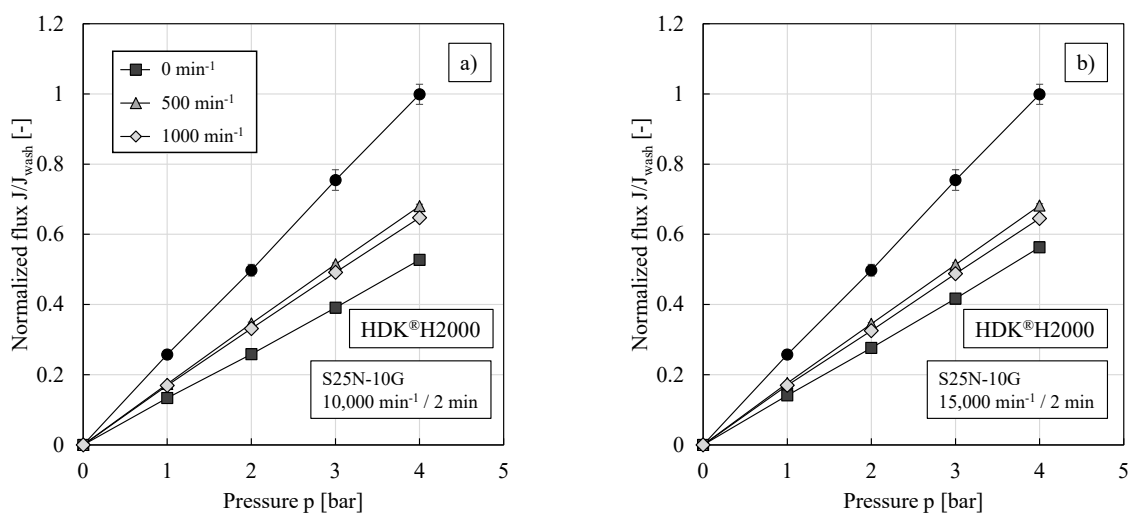 1.2
1
0.8
0.6
0.4
0.2
0
0 1 2 3 4 5
Normalized flux J/J_wash [-]
Pressure p [bar]
a)
0 min⁻¹
500 min⁻¹
1000 min⁻¹
HDK®H2000
S25N-10G
10,000 min⁻¹ / 2 min
1.2
1
0.8
0.6
0.4
0.2
0
0 1 2 3 4 5
Normalized flux J/J_wash [-]
Pressure p [bar]
b)
HDK®H2000
S25N-10G
15,000 min⁻¹ / 2 min